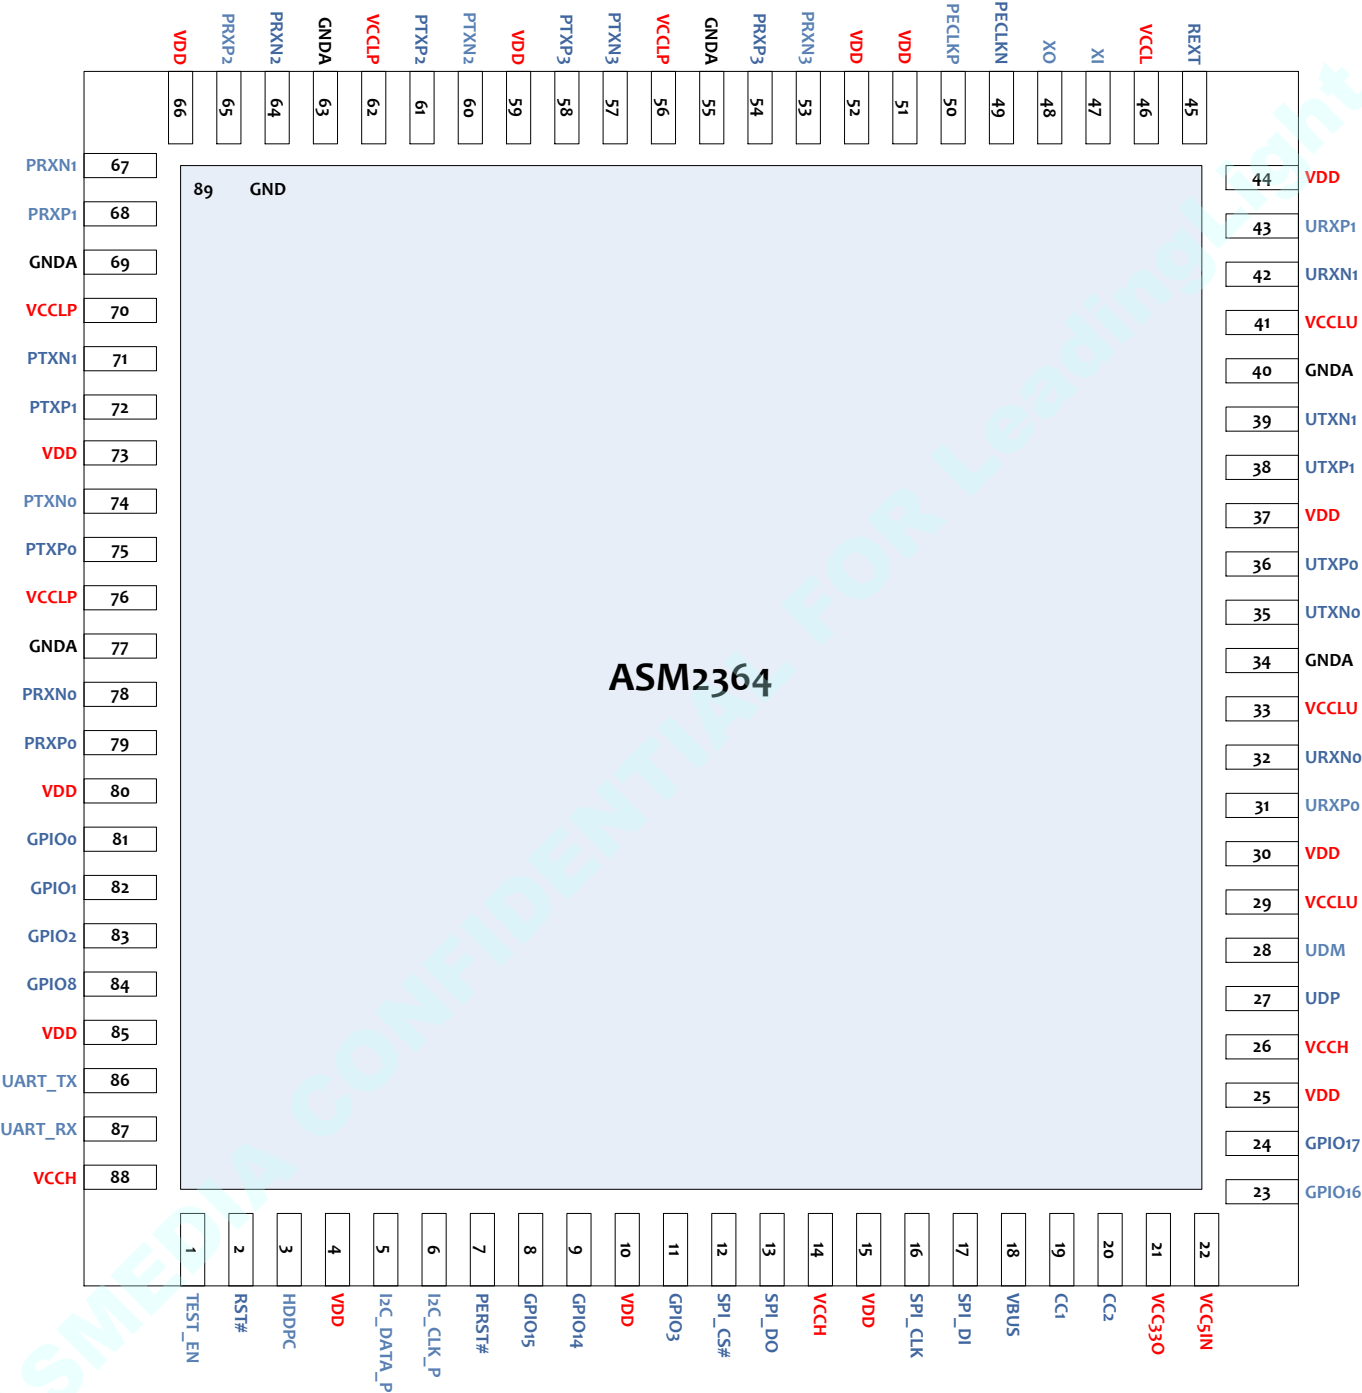 VDD
PRXP2
PRXN2
GNDA
VCCLP
PTXP2
PTXN2
VDD
PTXP3
PTXN3
VCCLP
GNDA
PRXP3
PRXN3
VDD
VDD
PECLKP
PECLKN
XO
XI
VCCL
REXT
66
65
64
63
62
61
60
59
58
57
56
55
54
53
52
51
50
49
48
47
46
45
PRXN1 67
PRXP1 68
GNDA 69
VCCLP 70
PTXN1 71
PTXP1 72
VDD 73
PTXN0 74
PTXP0 75
VCCLP 76
GNDA 77
PRXN0 78
PRXP0 79
VDD 80
GPIO0 81
GPIO1 82
GPIO2 83
GPIO8 84
VDD 85
UART_TX 86
UART_RX 87
VCCH 88
89 GND
ASM2364
44 VDD
43 URXP1
42 URXN1
41 VCCLU
40 GNDA
39 UTXN1
38 UTXP1
37 VDD
36 UTXP0
35 UTXN0
34 GNDA
33 VCCLU
32 URXN0
31 URXP0
30 VDD
29 VCCLU
28 UDM
27 UDP
26 VCCH
25 VDD
24 GPIO17
23 GPIO16
1
2
3
4
5
6
7
8
9
10
11
12
13
14
15
16
17
18
19
20
21
22
TEST_EN
RST#
HDDPC
VDD
I2C_DATA_P
I2C_CLK_P
PERST#
GPIO15
GPIO14
VDD
GPIO3
SPI_CS#
SPI_DO
VCCH
VDD
SPI_CLK
SPI_DI
VBUS
CC1
CC2
VCC33O
VCC5IN
SMEDIA CONFIDENTIAL FOR LeadingLight